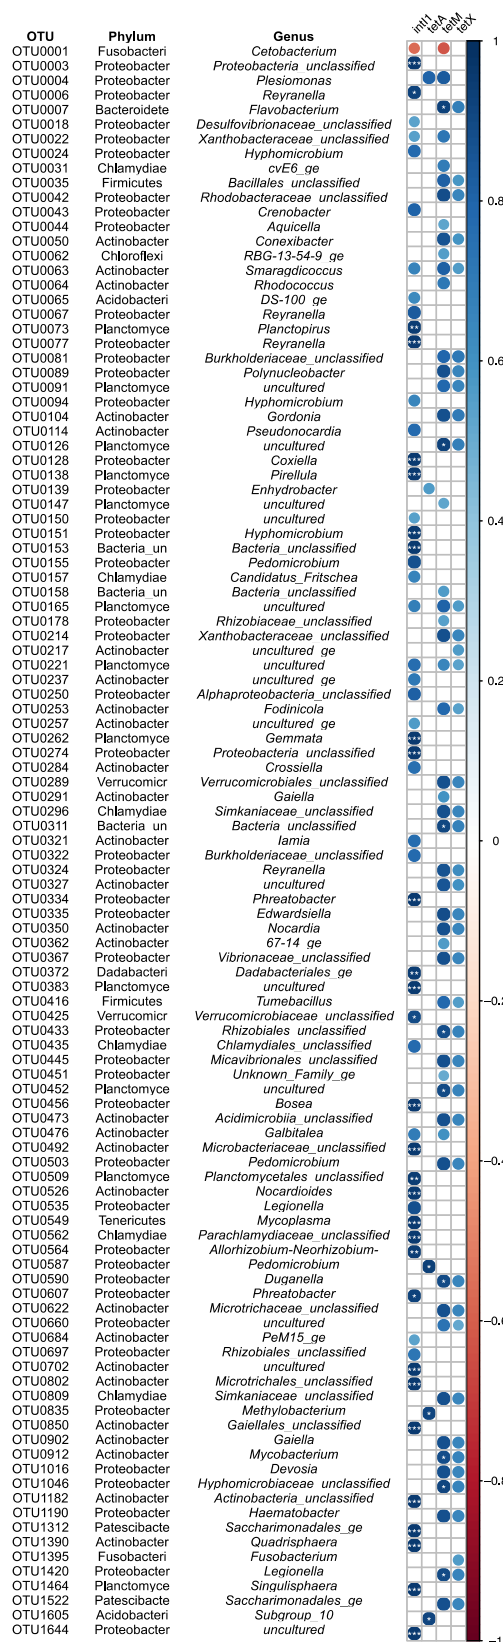 OTU Phylum Genus intI1 tetA tetM tetX
OTU0001 Fusobacteri Cetobacterium
OTU0003 Proteobacter Proteobacteria_unclassified
OTU0004 Proteobacter Plesiomonas
OTU0006 Proteobacter Reyranella
OTU0007 Bacteroidete Flavobacterium
OTU0018 Proteobacter Desulfovibrionaceae_unclassified
OTU0022 Proteobacter Xanthobacteraceae_unclassified
OTU0024 Proteobacter Hyphomicrobium
OTU0031 Chlamydiae cvE6_ge
OTU0035 Firmicutes Bacillales_unclassified
OTU0042 Proteobacter Rhodobacteraceae_unclassified
OTU0043 Proteobacter Crenobacter
OTU0044 Proteobacter Aquicella
OTU0050 Actinobacter Conexibacter
OTU0062 Chloroflexi RBG-13-54-9_ge
OTU0063 Actinobacter Smaragdicoccus
OTU0064 Actinobacter Rhodococcus
OTU0065 Acidobacteri DS-100_ge
OTU0067 Proteobacter Reyranella
OTU0073 Planctomyce Planctopirus
OTU0077 Proteobacter Reyranella
OTU0081 Proteobacter Burkholderiaceae_unclassified
OTU0089 Proteobacter Polynucleobacter
OTU0091 Planctomyce uncultured
OTU0094 Proteobacter Hyphomicrobium
OTU0104 Actinobacter Gordonia
OTU0114 Actinobacter Pseudonocardia
OTU0126 Planctomyce uncultured
OTU0128 Proteobacter Coxiella
OTU0138 Planctomyce Pirellula
OTU0139 Proteobacter Enhydrobacter
OTU0147 Planctomyce uncultured
OTU0150 Proteobacter uncultured
OTU0151 Proteobacter Hyphomicrobium
OTU0153 Bacteria_un Bacteria_unclassified
OTU0155 Proteobacter Pedomicrobium
OTU0157 Chlamydiae Candidatus_Fritschea
OTU0158 Bacteria_un Bacteria_unclassified
OTU0165 Planctomyce uncultured
OTU0178 Proteobacter Rhizobiaceae_unclassified
OTU0214 Proteobacter Xanthobacteraceae_unclassified
OTU0217 Actinobacter uncultured_ge
OTU0221 Planctomyce uncultured
OTU0237 Actinobacter uncultured_ge
OTU0250 Proteobacter Alphaproteobacteria_unclassified
OTU0253 Actinobacter Fodinicola
OTU0257 Actinobacter uncultured_ge
OTU0262 Planctomyce Gemmata
OTU0274 Proteobacter Proteobacteria_unclassified
OTU0284 Actinobacter Crossiella
OTU0289 Verrucomicr Verrucomicrobiales_unclassified
OTU0291 Actinobacter Gaiella
OTU0296 Chlamydiae Simkaniaceae_unclassified
OTU0311 Bacteria_un Bacteria_unclassified
OTU0321 Actinobacter Iamia
OTU0322 Proteobacter Burkholderiaceae_unclassified
OTU0324 Proteobacter Reyranella
OTU0327 Actinobacter uncultured
OTU0334 Proteobacter Phreatobacter
OTU0335 Proteobacter Edwardsiella
OTU0350 Actinobacter Nocardia
OTU0362 Actinobacter 67-14_ge
OTU0367 Proteobacter Vibrionaceae_unclassified
OTU0372 Dadabacteri Dadabacteriales_ge
OTU0383 Planctomyce uncultured
OTU0416 Firmicutes Tumebacillus
OTU0425 Verrucomicr Verrucomicrobiaceae_unclassified
OTU0433 Proteobacter Rhizobiales_unclassified
OTU0435 Chlamydiae Chlamydiales_unclassified
OTU0445 Proteobacter Micavibrionales_unclassified
OTU0451 Proteobacter Unknown_Family_ge
OTU0452 Planctomyce uncultured
OTU0456 Proteobacter Bosea
OTU0473 Actinobacter Acidimicrobiia_unclassified
OTU0476 Actinobacter Galbitalea
OTU0492 Actinobacter Microbacteriaceae_unclassified
OTU0503 Proteobacter Pedomicrobium
OTU0509 Planctomyce Planctomycetales_unclassified
OTU0526 Actinobacter Nocardioides
OTU0535 Proteobacter Legionella
OTU0549 Tenericutes Mycoplasma
OTU0562 Chlamydiae Parachlamydiaceae_unclassified
OTU0564 Proteobacter Allorhizobium-Neorhizobium-
OTU0587 Proteobacter Pedomicrobium
OTU0590 Proteobacter Duganella
OTU0607 Proteobacter Phreatobacter
OTU0622 Actinobacter Microtrichaceae_unclassified
OTU0660 Proteobacter uncultured
OTU0684 Actinobacter PeM15_ge
OTU0697 Proteobacter Rhizobiales_unclassified
OTU0702 Actinobacter uncultured
OTU0802 Actinobacter Microtrichales_unclassified
OTU0809 Chlamydiae Simkaniaceae_unclassified
OTU0835 Proteobacter Methylobacterium
OTU0850 Actinobacter Gaiellales_unclassified
OTU0902 Actinobacter Gaiella
OTU0912 Actinobacter Mycobacterium
OTU1016 Proteobacter Devosia
OTU1046 Proteobacter Hyphomicrobiaceae_unclassified
OTU1182 Actinobacter Actinobacteria_unclassified
OTU1190 Proteobacter Haematobacter
OTU1312 Patescibacte Saccharimonadales_ge
OTU1390 Actinobacter Quadrisphaera
OTU1395 Fusobacteri Fusobacterium
OTU1420 Proteobacter Legionella
OTU1464 Planctomyce Singulisphaera
OTU1522 Patescibacte Saccharimonadales_ge
OTU1605 Acidobacteri Subgroup_10
OTU1644 Proteobacter uncultured
1
0.8
0.6
0.4
0.2
0
−0.2
−0.4
−0.6
−0.8
−1